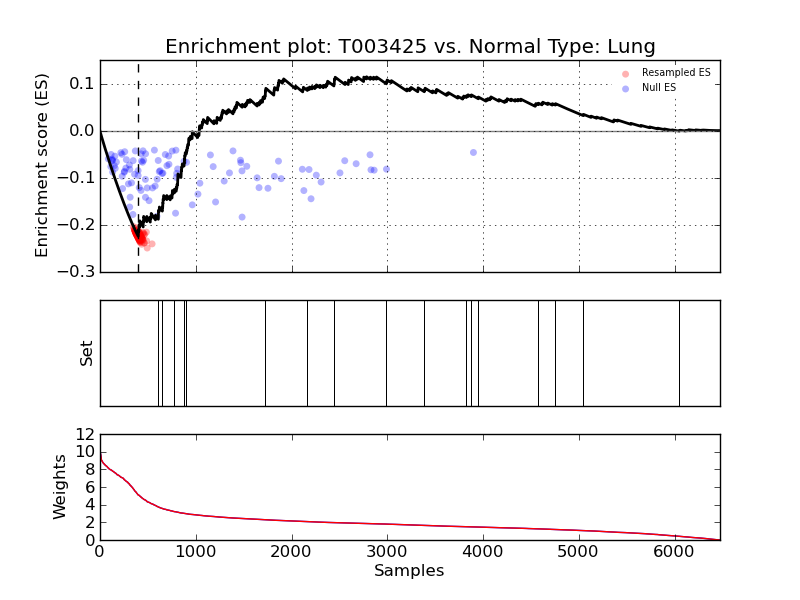 Enrichment plot: T003425 vs. Normal Type: Lung
Enrichment score (ES)
0.1
0.0
−0.1
−0.2
−0.3
Resampled ES
Null ES
Set
Weights
12
10
8
6
4
2
0
0 1000 2000 3000 4000 5000 6000
Samples